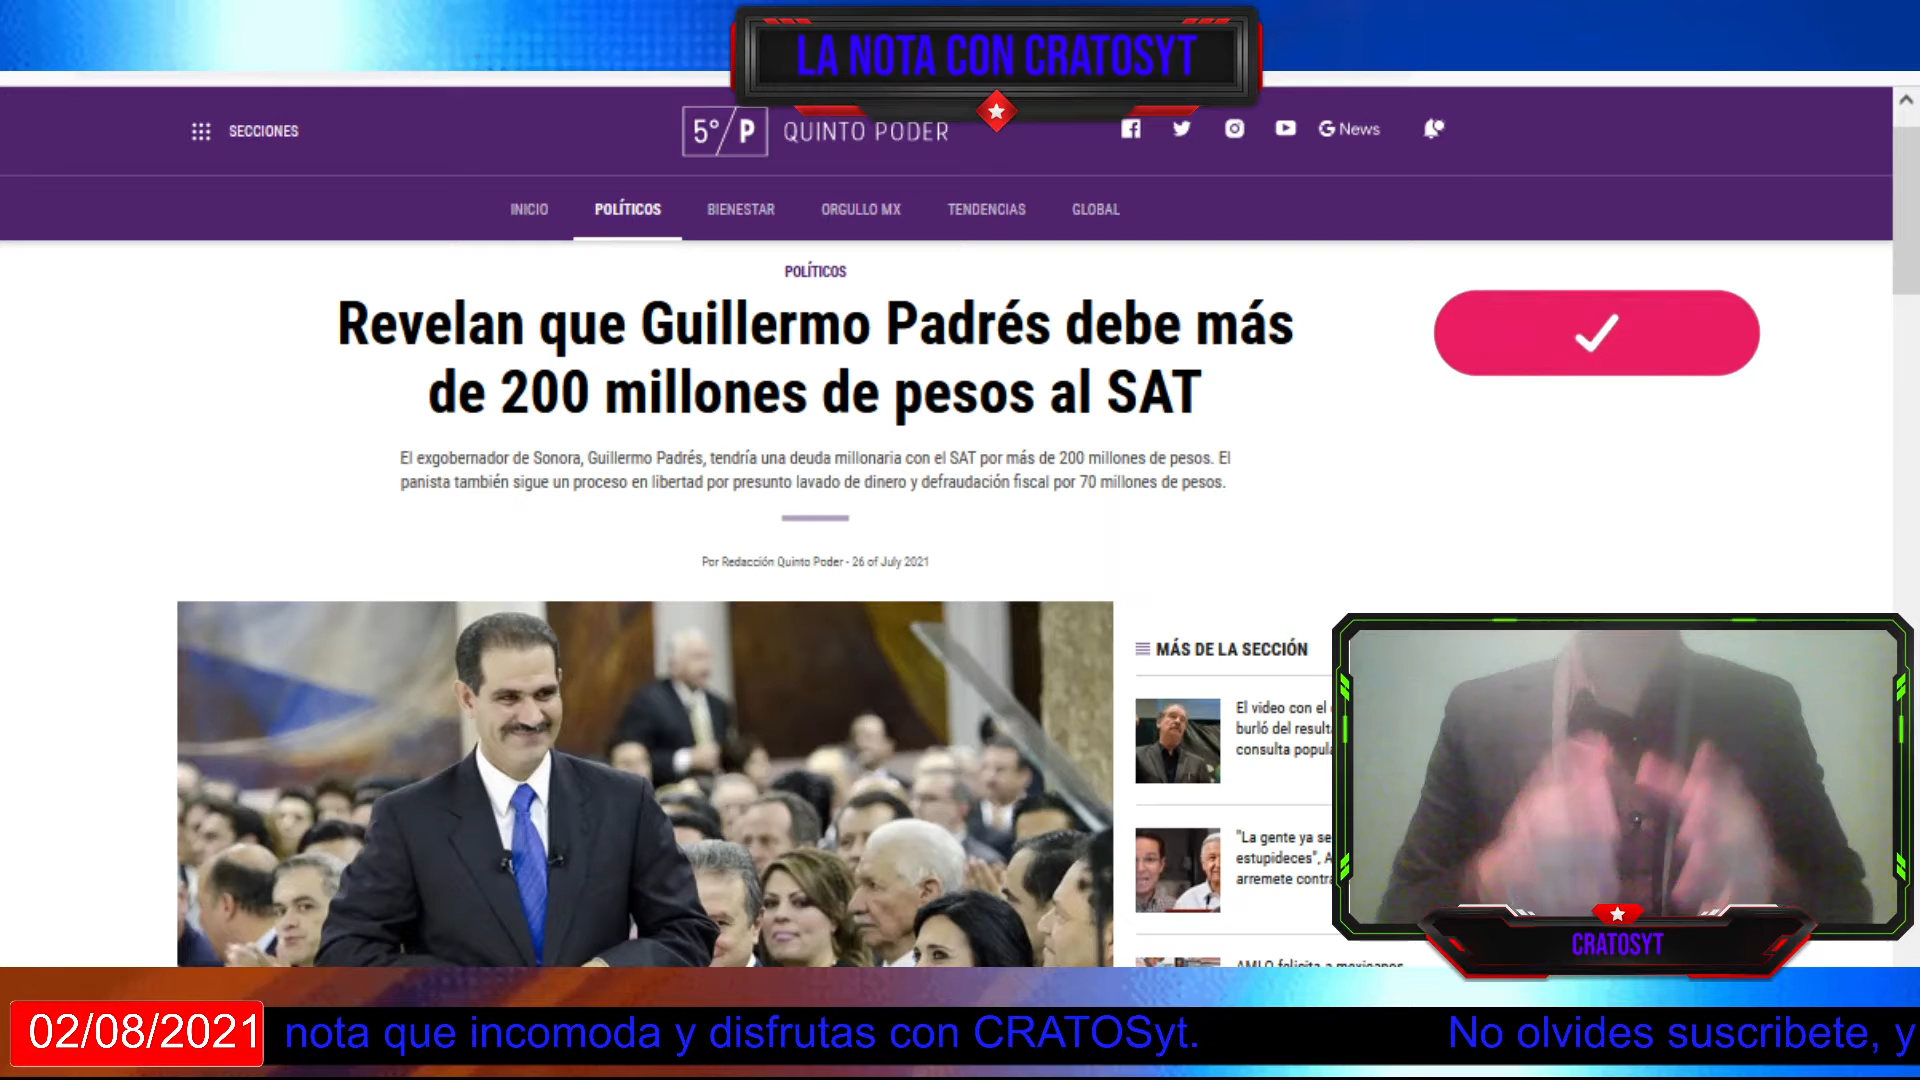 LA NOTA CON CRATOSYT
SECCIONES
5°/P QUINTO PODER
G News
INICIO
POLÍTICOS
BIENESTAR
ORGULLO MX
TENDENCIAS
GLOBAL
POLÍTICOS
Revelan que Guillermo Padrés debe más
de 200 millones de pesos al SAT
El exgobernador de Sonora, Guillermo Padrés, tendría una deuda millonaria con el SAT por más de 200 millones de pesos. El
panista también sigue un proceso en libertad por presunto lavado de dinero y defraudación fiscal por 70 millones de pesos.
Por Redacción Quinto Poder - 26 of July 2021
MÁS DE LA SECCIÓN
El video con el
burló del result
consulta popul
"La gente ya se
estupideces", A
arremete contr
AMLO felicita a mexicanos
CRATOSYT
02/08/2021
nota que incomoda y disfrutas con CRATOSyt.
No olvides suscribete, y